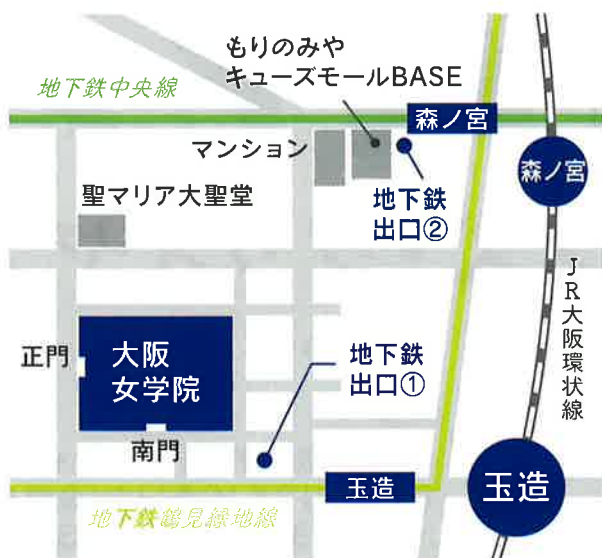 もりのみや
キューズモールBASE
地下鉄中央線
森ノ宮
マンション
森ノ宮
聖マリア大聖堂
地下鉄
出口②
JR大阪環状線
正門
大阪
女学院
地下鉄
出口①
南門
玉造
玉造
地下鉄鶴見緑地線